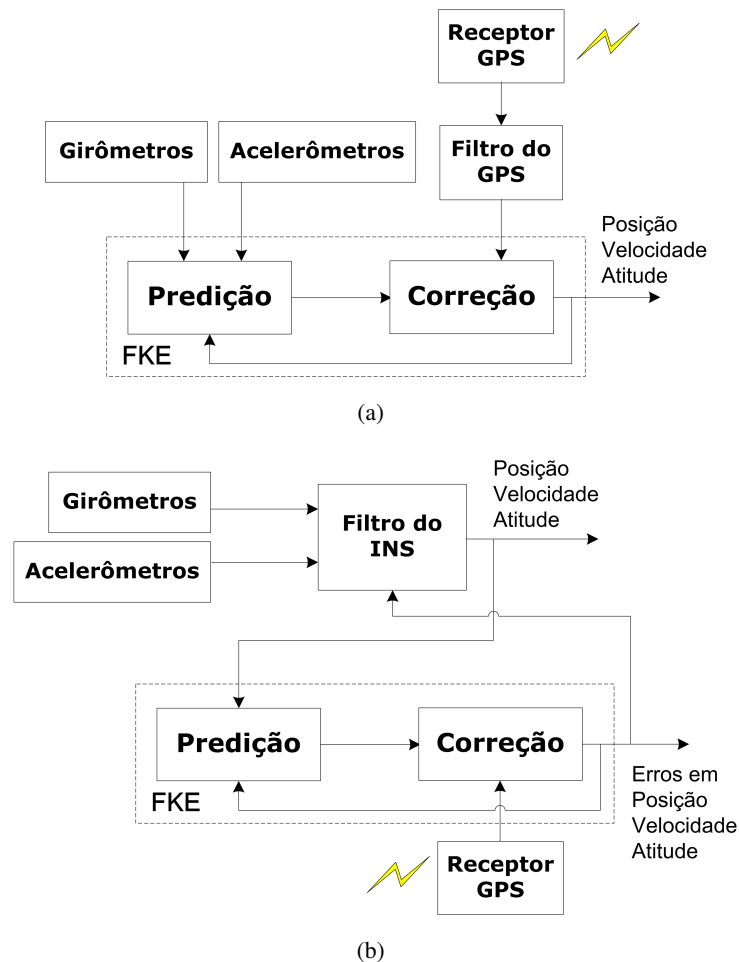 Receptor
GPS
Girômetros
Acelerômetros
Filtro do
GPS
Posição
Velocidade
Atitude
Predição
Correção
FKE
(a)
Girômetros
Acelerômetros
Filtro do
INS
Posição
Velocidade
Atitude
Predição
Correção
FKE
Erros em
Posição
Velocidade
Atitude
Receptor
GPS
(b)